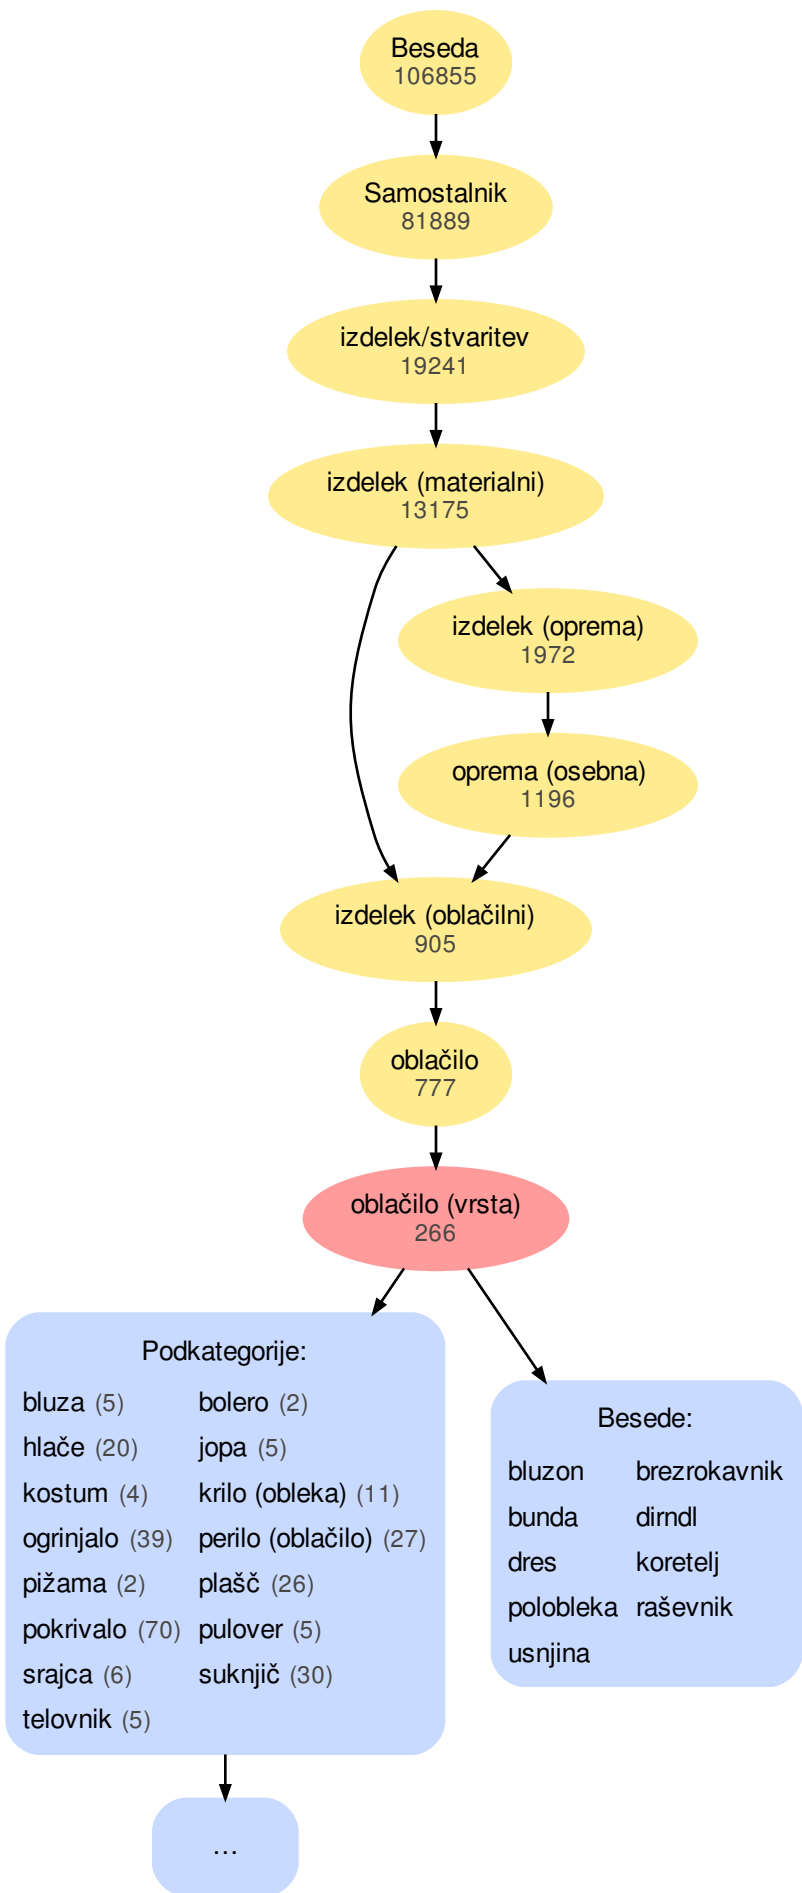 Beseda
106855
Samostalnik
81889
izdelek/stvaritev
19241
izdelek (materialni)
13175
izdelek (oprema)
1972
oprema (osebna)
1196
izdelek (oblačilni)
905
oblačilo
777
oblačilo (vrsta)
266
Podkategorije:
bluza (5) bolero (2)
hlače (20) jopa (5)
kostum (4) krilo (obleka) (11)
ogrinjalo (39) perilo (oblačilo) (27)
pižama (2) plašč (26)
pokrivalo (70) pulover (5)
srajca (6) suknjič (30)
telovnik (5)
Besede:
bluzon brezrokavnik
bunda dirndl
dres koretelj
polobleka raševnik
usnjina
...